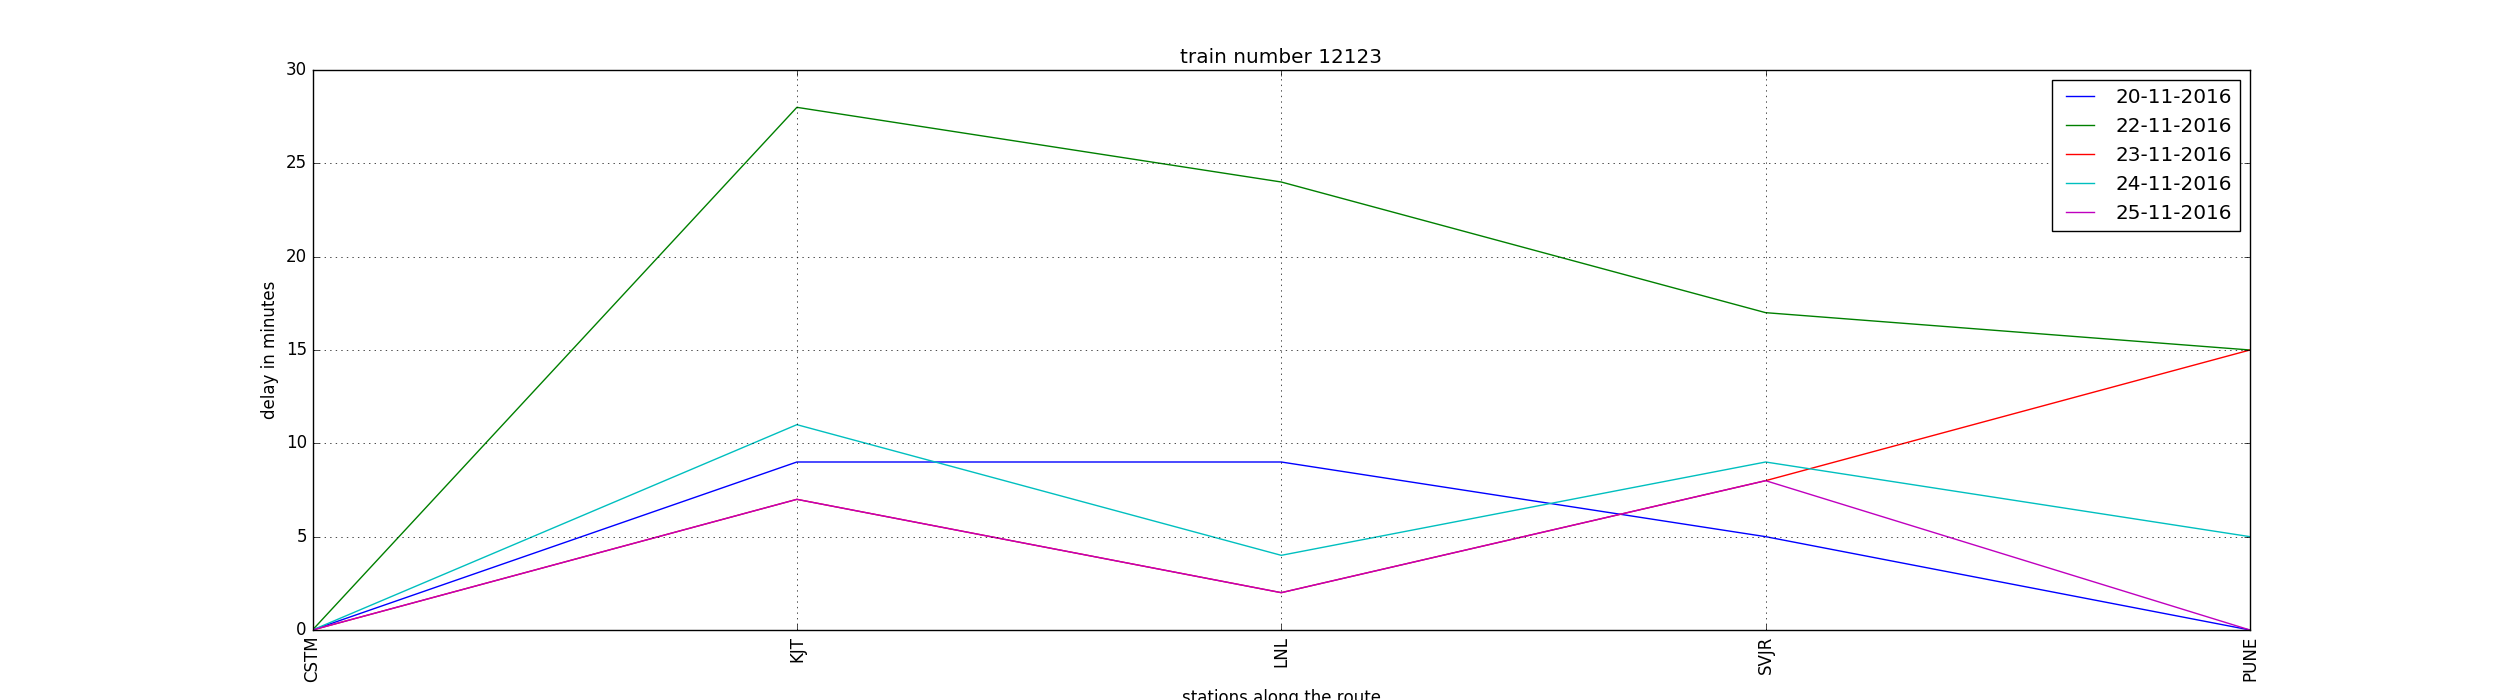 train number 12123
30
25
20
15
10
5
0
delay in minutes
20-11-2016
22-11-2016
23-11-2016
24-11-2016
25-11-2016
CSTM
KJT
LNL
SVJR
PUNE
stations along the route